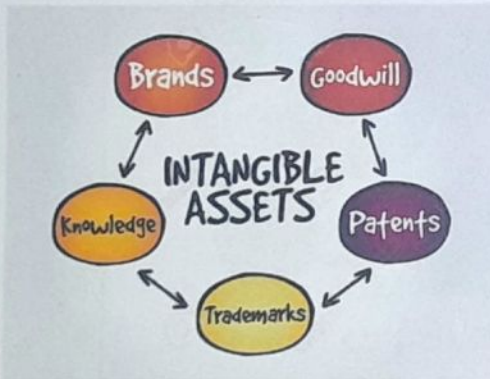 Brands
Goodwill
INTANGIBLE
ASSETS
Knowledge
Patents
Trademarks